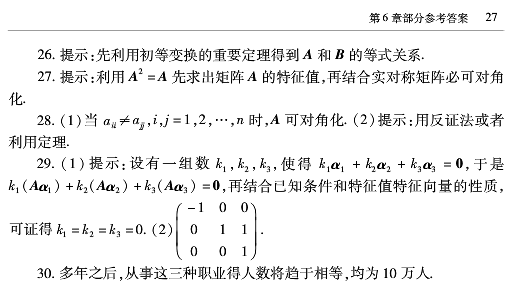 第 6 章部分参考答案 27
26. 提示:先利用初等变换的重要定理得到 A 和 B 的等式关系.
27. 提示:利用 A² = A 先求出矩阵 A 的特征值,再结合实对称矩阵必可对角
化.
28. (1) 当 aᵢᵢ ≠ aⱼⱼ, i,j = 1,2,⋯,n 时,A 可对角化. (2) 提示:用反证法或者
利用定理.
29. (1) 提示:设有一组数 k₁, k₂, k₃, 使得 k₁α₁ + k₂α₂ + k₃α₃ = 0, 于是
k₁(Aα₁) + k₂(Aα₂) + k₃(Aα₃) = 0, 再结合已知条件和特征值特征向量的性质,
可证得 k₁ = k₂ = k₃ = 0. (2) (-1 0 0
0 1 1
0 0 1).
30. 多年之后,从事这三种职业得人数将趋于相等,均为 10 万人.